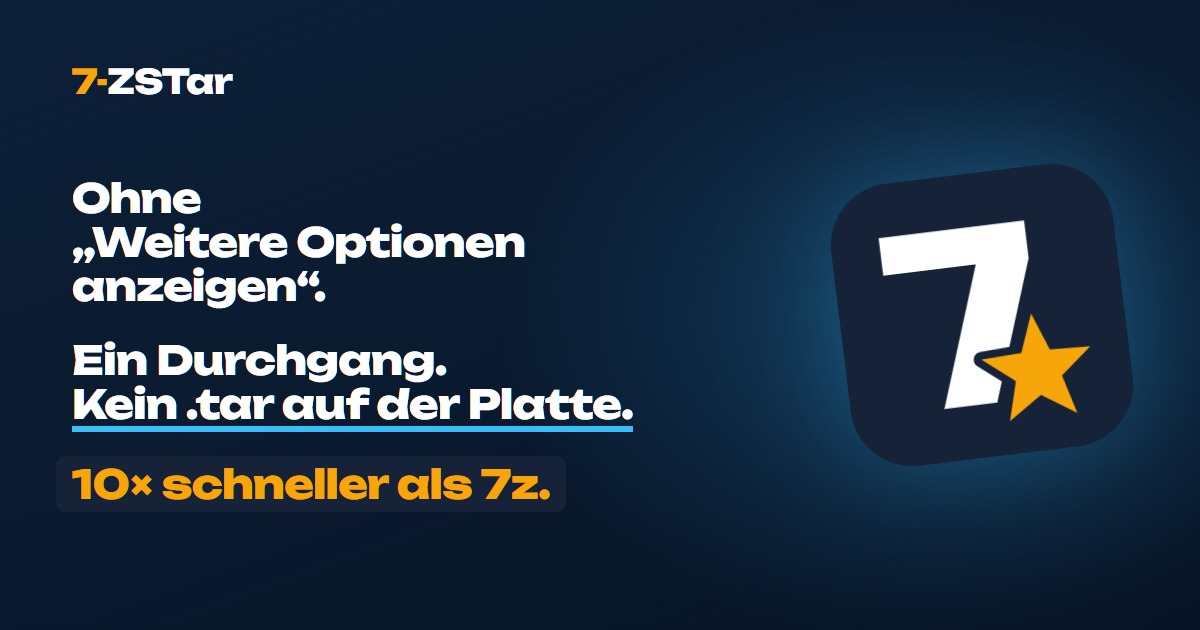 7-ZSTar
Ohne
„Weitere Optionen
anzeigen“.
Ein Durchgang.
Kein .tar auf der Platte.
10× schneller als 7z.
7